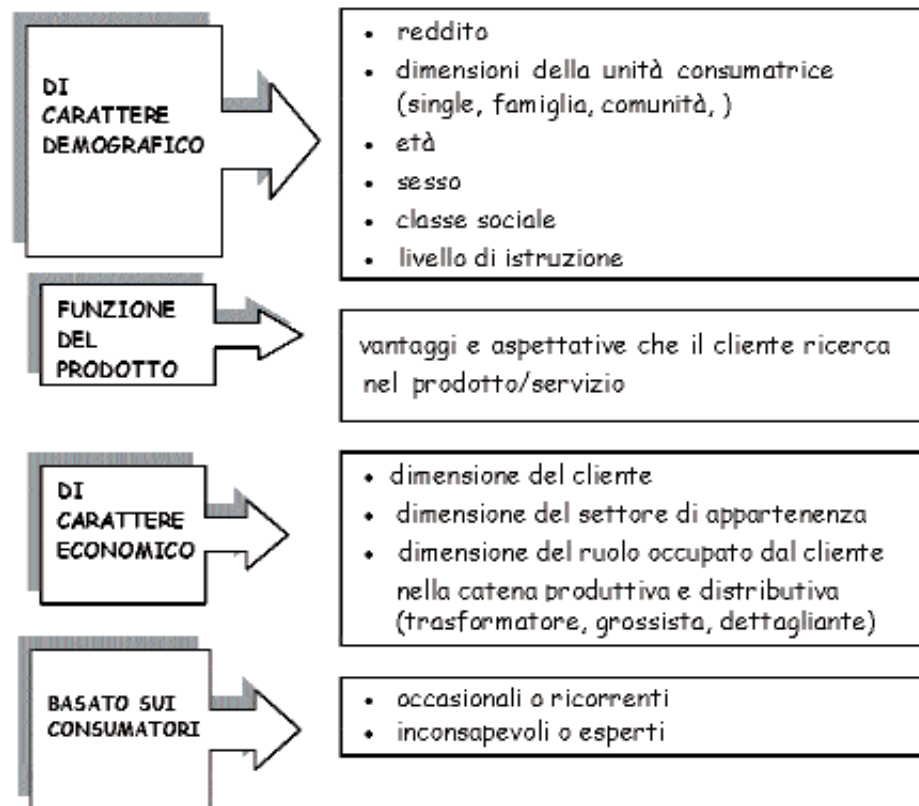 DI
CARATTERE
DEMOGRAFICO
• reddito
• dimensioni della unità consumatrice
(single, famiglia, comunità, )
• età
• sesso
• classe sociale
• livello di istruzione
FUNZIONE
DEL
PRODOTTO
vantaggi e aspettative che il cliente ricerca
nel prodotto/servizio
DI
CARATTERE
ECONOMICO
• dimensione del cliente
• dimensione del settore di appartenenza
• dimensione del ruolo occupato dal cliente
nella catena produttiva e distributiva
(trasformatore, grossista, dettagliante)
BASATO SUI
CONSUMATORI
• occasionali o ricorrenti
• inconsapevoli o esperti